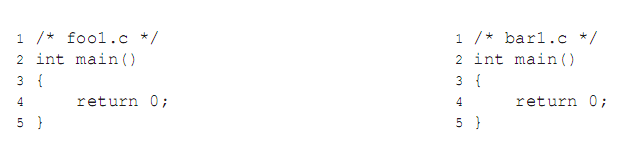 1 /* foo1.c */
2 int main()
3 {
4     return 0;
5 }
1 /* bar1.c */
2 int main()
3 {
4     return 0;
5 }